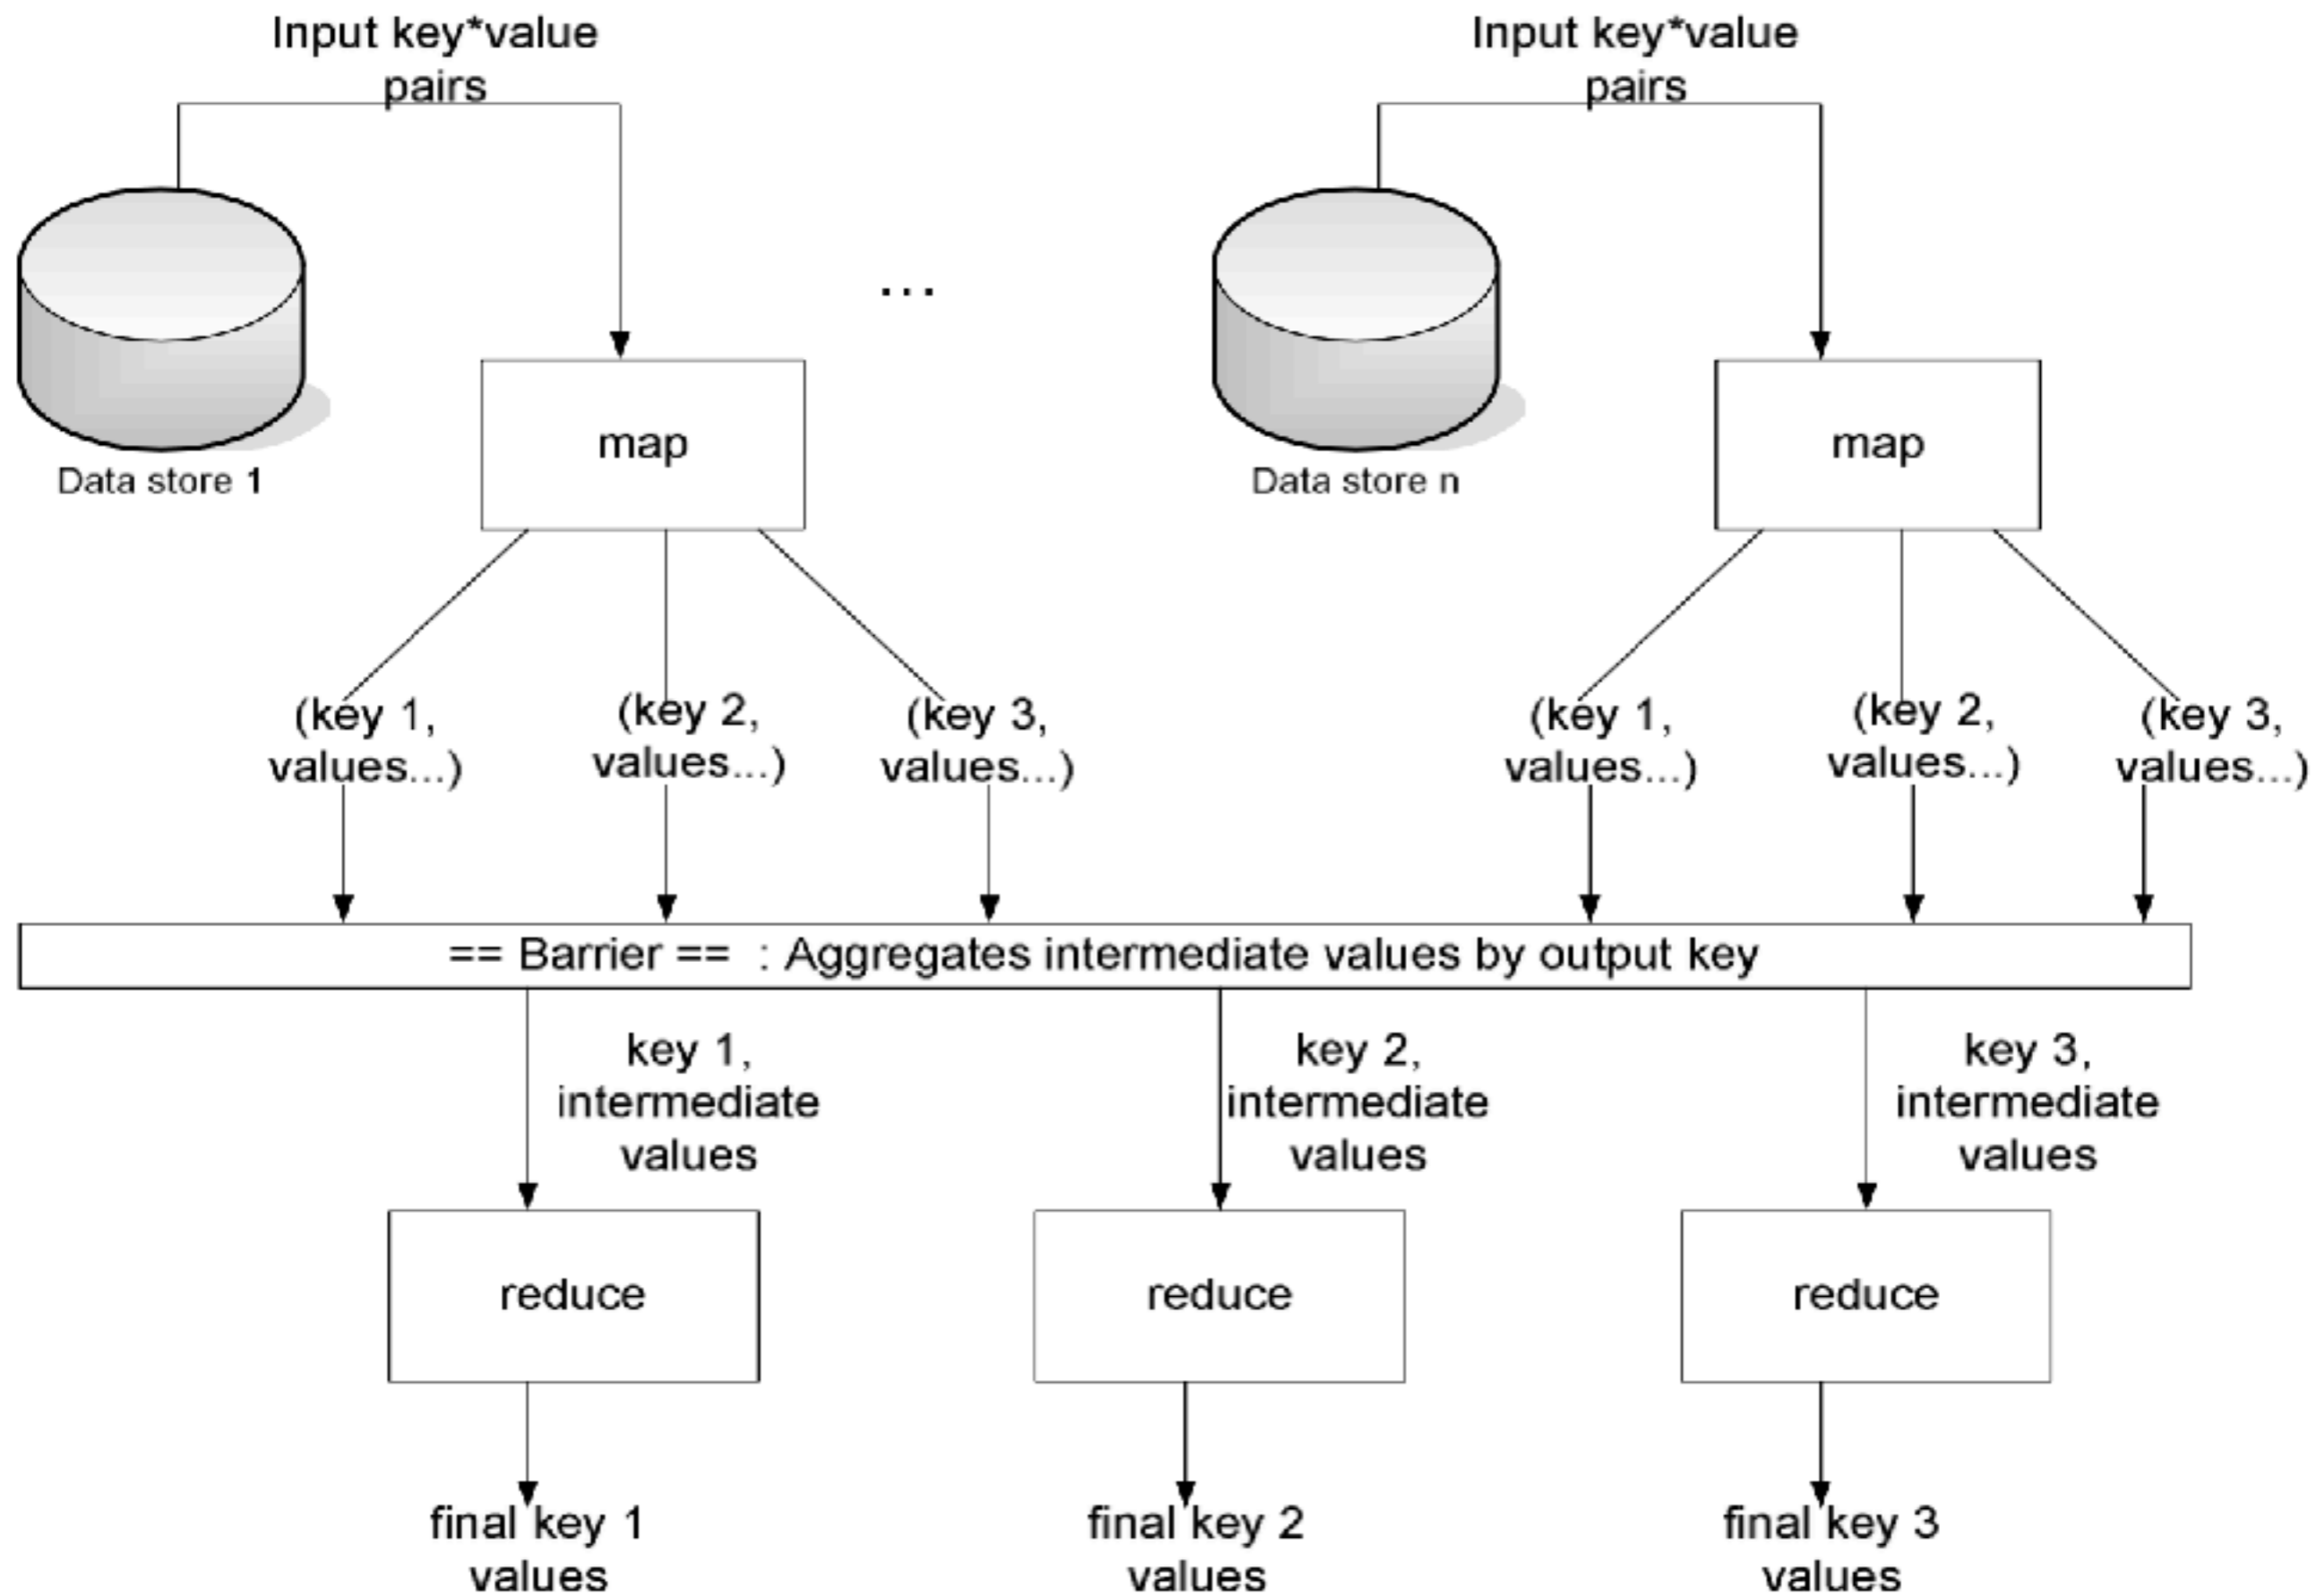 Input key*value
pairs
Input key*value
pairs
...
map
map
Data store 1
Data store n
(key 1,
values...)
(key 2,
values...)
(key 3,
values...)
(key 1,
values...)
(key 2,
values...)
(key 3,
values...)
== Barrier == : Aggregates intermediate values by output key
key 1,
intermediate
values
key 2,
intermediate
values
key 3,
intermediate
values
reduce
reduce
reduce
final key 1
values
final key 2
values
final key 3
values